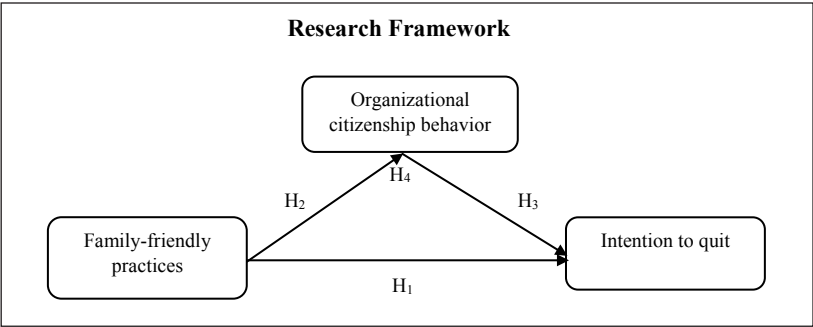 Research Framework
Organizational
citizenship behavior
H₄
H₂
H₃
Family-friendly
practices
Intention to quit
H₁